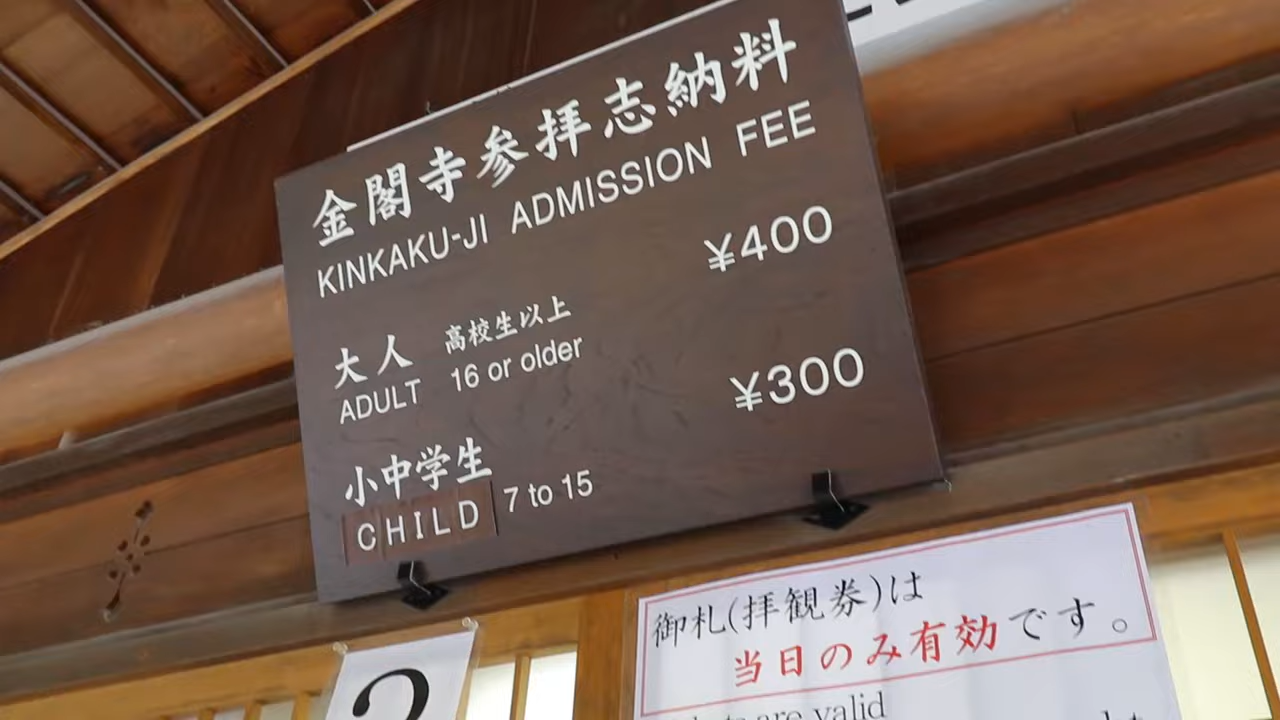 金閣寺参拝志納料
KINKAKU-JI ADMISSION FEE
¥400
大人 高校生以上
ADULT 16 or older
¥300
小中学生
CHILD 7 to 15
御札(拝観券)は
当日のみ有効です。
are valid
2